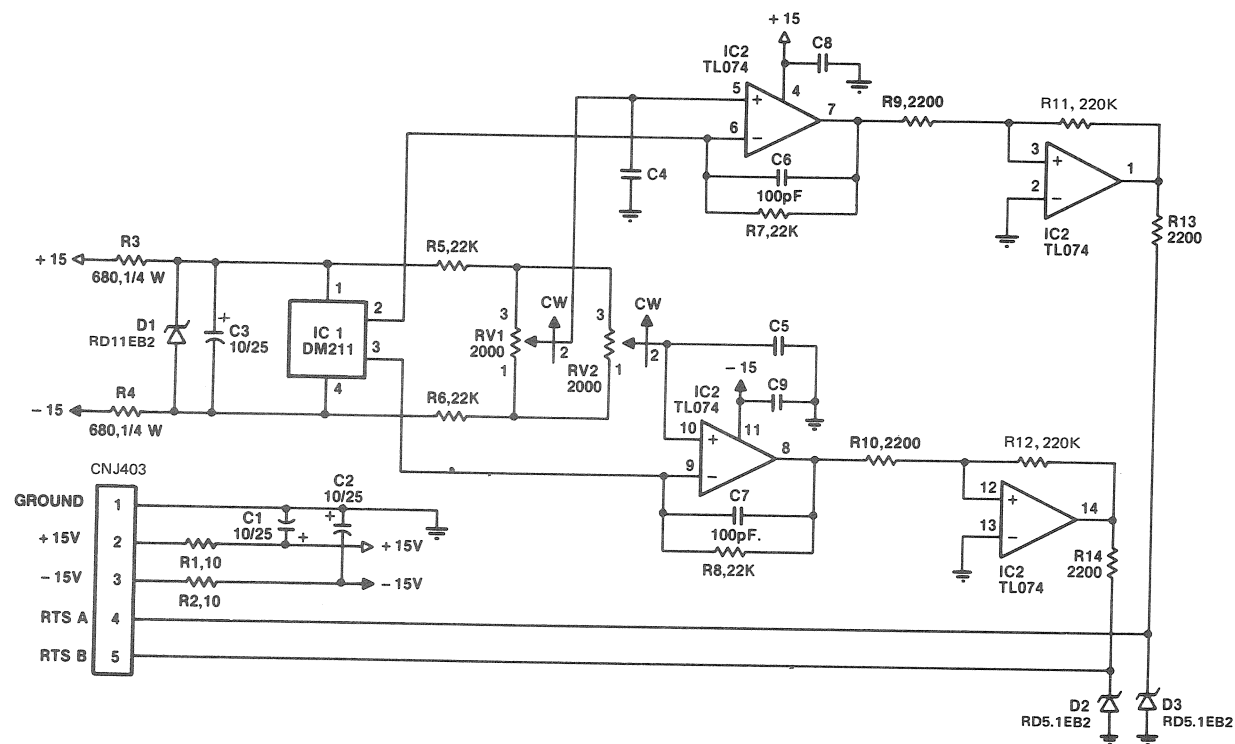 + 15
C8
IC2
TL074
4
5
+
7
6
−
R9,2200
R11, 220K
C6
100pF
R7,22K
C4
3
+
1
2
−
IC2
TL074
R13
2200
+ 15
R3
680,1/4 W
R5,22K
1
2
IC 1
DM211
3
4
D1
RD11EB2
+
C3
10/25
CW
3
RV1
2000
2
1
CW
3
RV2
2000
2
1
C5
− 15
C9
IC2
TL074
11
10
+
8
9
−
R10,2200
R12, 220K
− 15
R4
680,1/4 W
R6,22K
C7
100pF.
R8,22K
12
+
14
13
−
IC2
TL074
R14
2200
CNJ403
GROUND
1
C1
10/25
+
C2
10/25
+
+ 15V
2
R1,10
+ 15V
− 15V
3
R2,10
− 15V
RTS A
4
RTS B
5
D2
RD5.1EB2
D3
RD5.1EB2